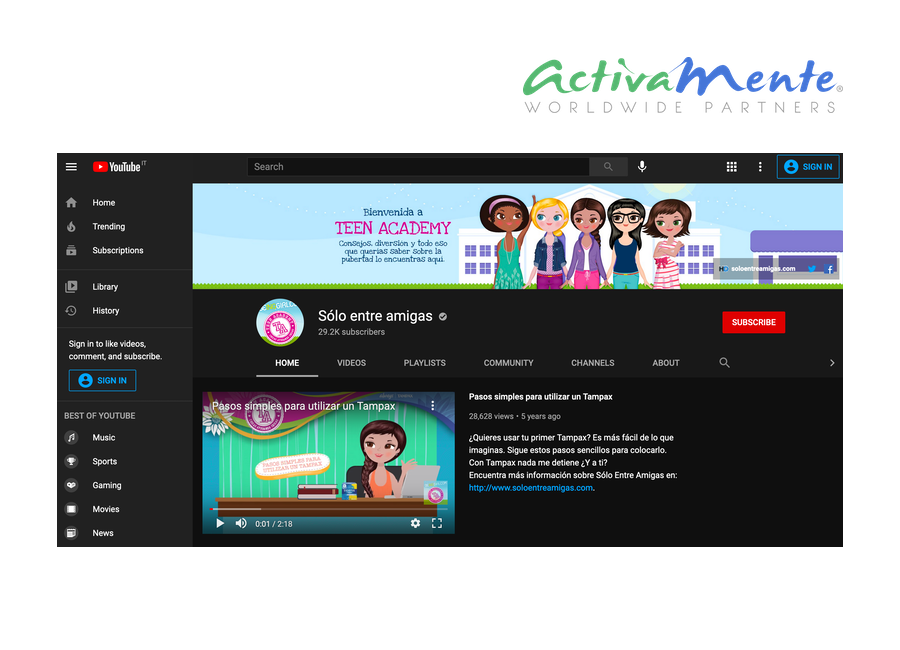 activaMente®
WORLDWIDE PARTNERS
YouTube IT
Search
SIGN IN
Home
Trending
Subscriptions
Library
History
Sign in to like videos,
comment, and subscribe.
SIGN IN
BEST OF YOUTUBE
Music
Sports
Gaming
Movies
News
Bienvenida a
TEEN ACADEMY
Consejos, diversión y todo eso
que querías saber sobre la
pubertad lo encuentras aquí.
soloentreamigas.com
Sólo entre amigas
29.2K subscribers
SUBSCRIBE
HOME VIDEOS PLAYLISTS COMMUNITY CHANNELS ABOUT
Pasos simples para utilizar un Tampax
PASOS SIMPLES PARA
UTILIZAR UN TAMPAX
0:01 / 2:18
Pasos simples para utilizar un Tampax
28,628 views • 5 years ago
¿Quieres usar tu primer Tampax? Es más fácil de lo que
imaginas. Sigue estos pasos sencillos para colocarlo.
Con Tampax nada me detiene ¿Y a ti?
Encuentra más información sobre Sólo Entre Amigas en:
http://www.soloentreamigas.com.